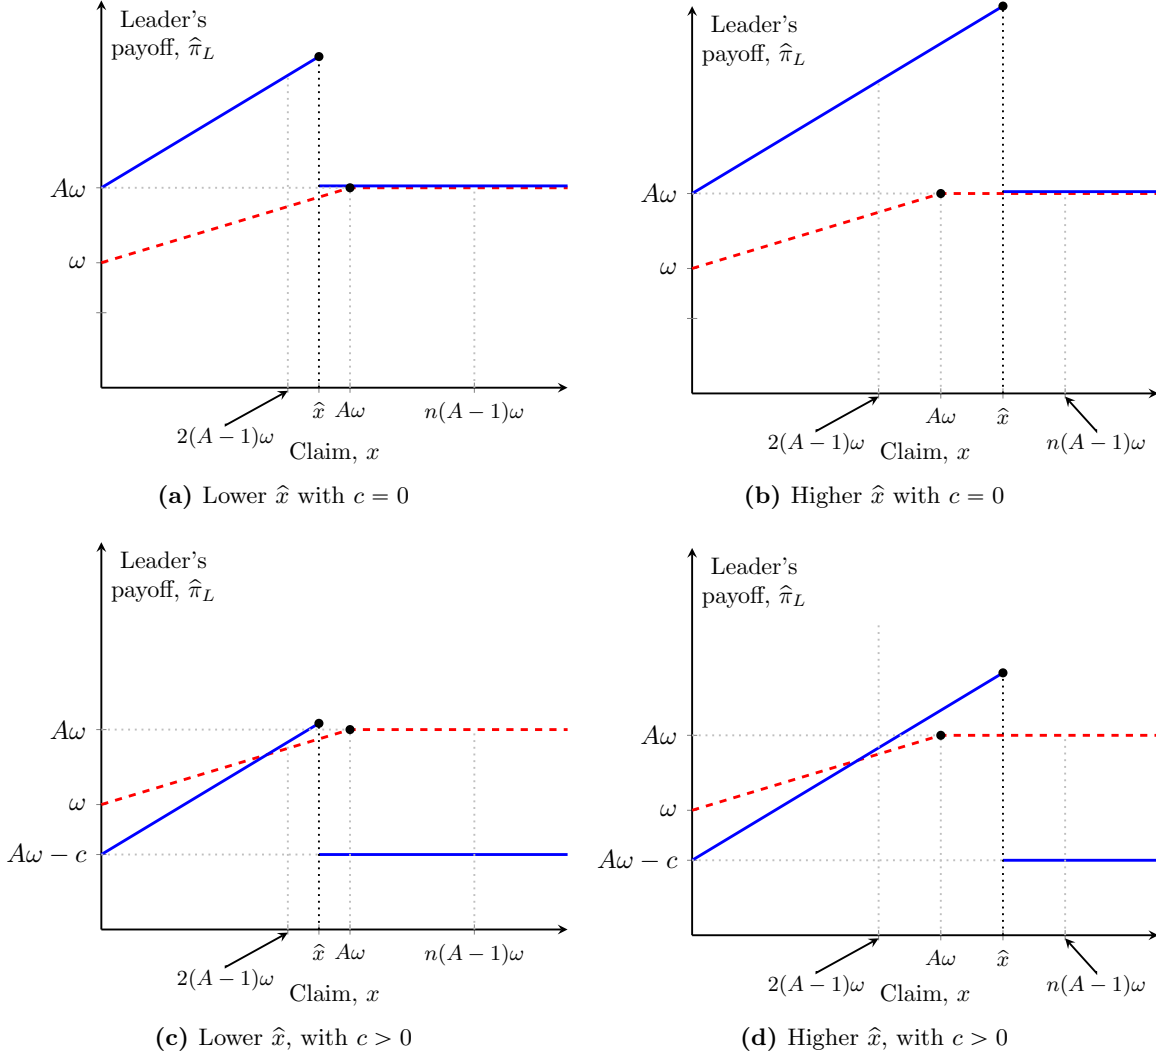 Leader's
payoff, π̂_L
Aω
ω
x̂ Aω n(A − 1)ω
2(A − 1)ω
Claim, x
(a) Lower x̂ with c = 0
Leader's
payoff, π̂_L
Aω
ω
Aω x̂
2(A − 1)ω n(A − 1)ω
Claim, x
(b) Higher x̂ with c = 0
Leader's
payoff, π̂_L
Aω
ω
Aω − c
x̂ Aω n(A − 1)ω
2(A − 1)ω
Claim, x
(c) Lower x̂, with c > 0
Leader's
payoff, π̂_L
Aω
ω
Aω − c
Aω x̂
2(A − 1)ω n(A − 1)ω
Claim, x
(d) Higher x̂, with c > 0